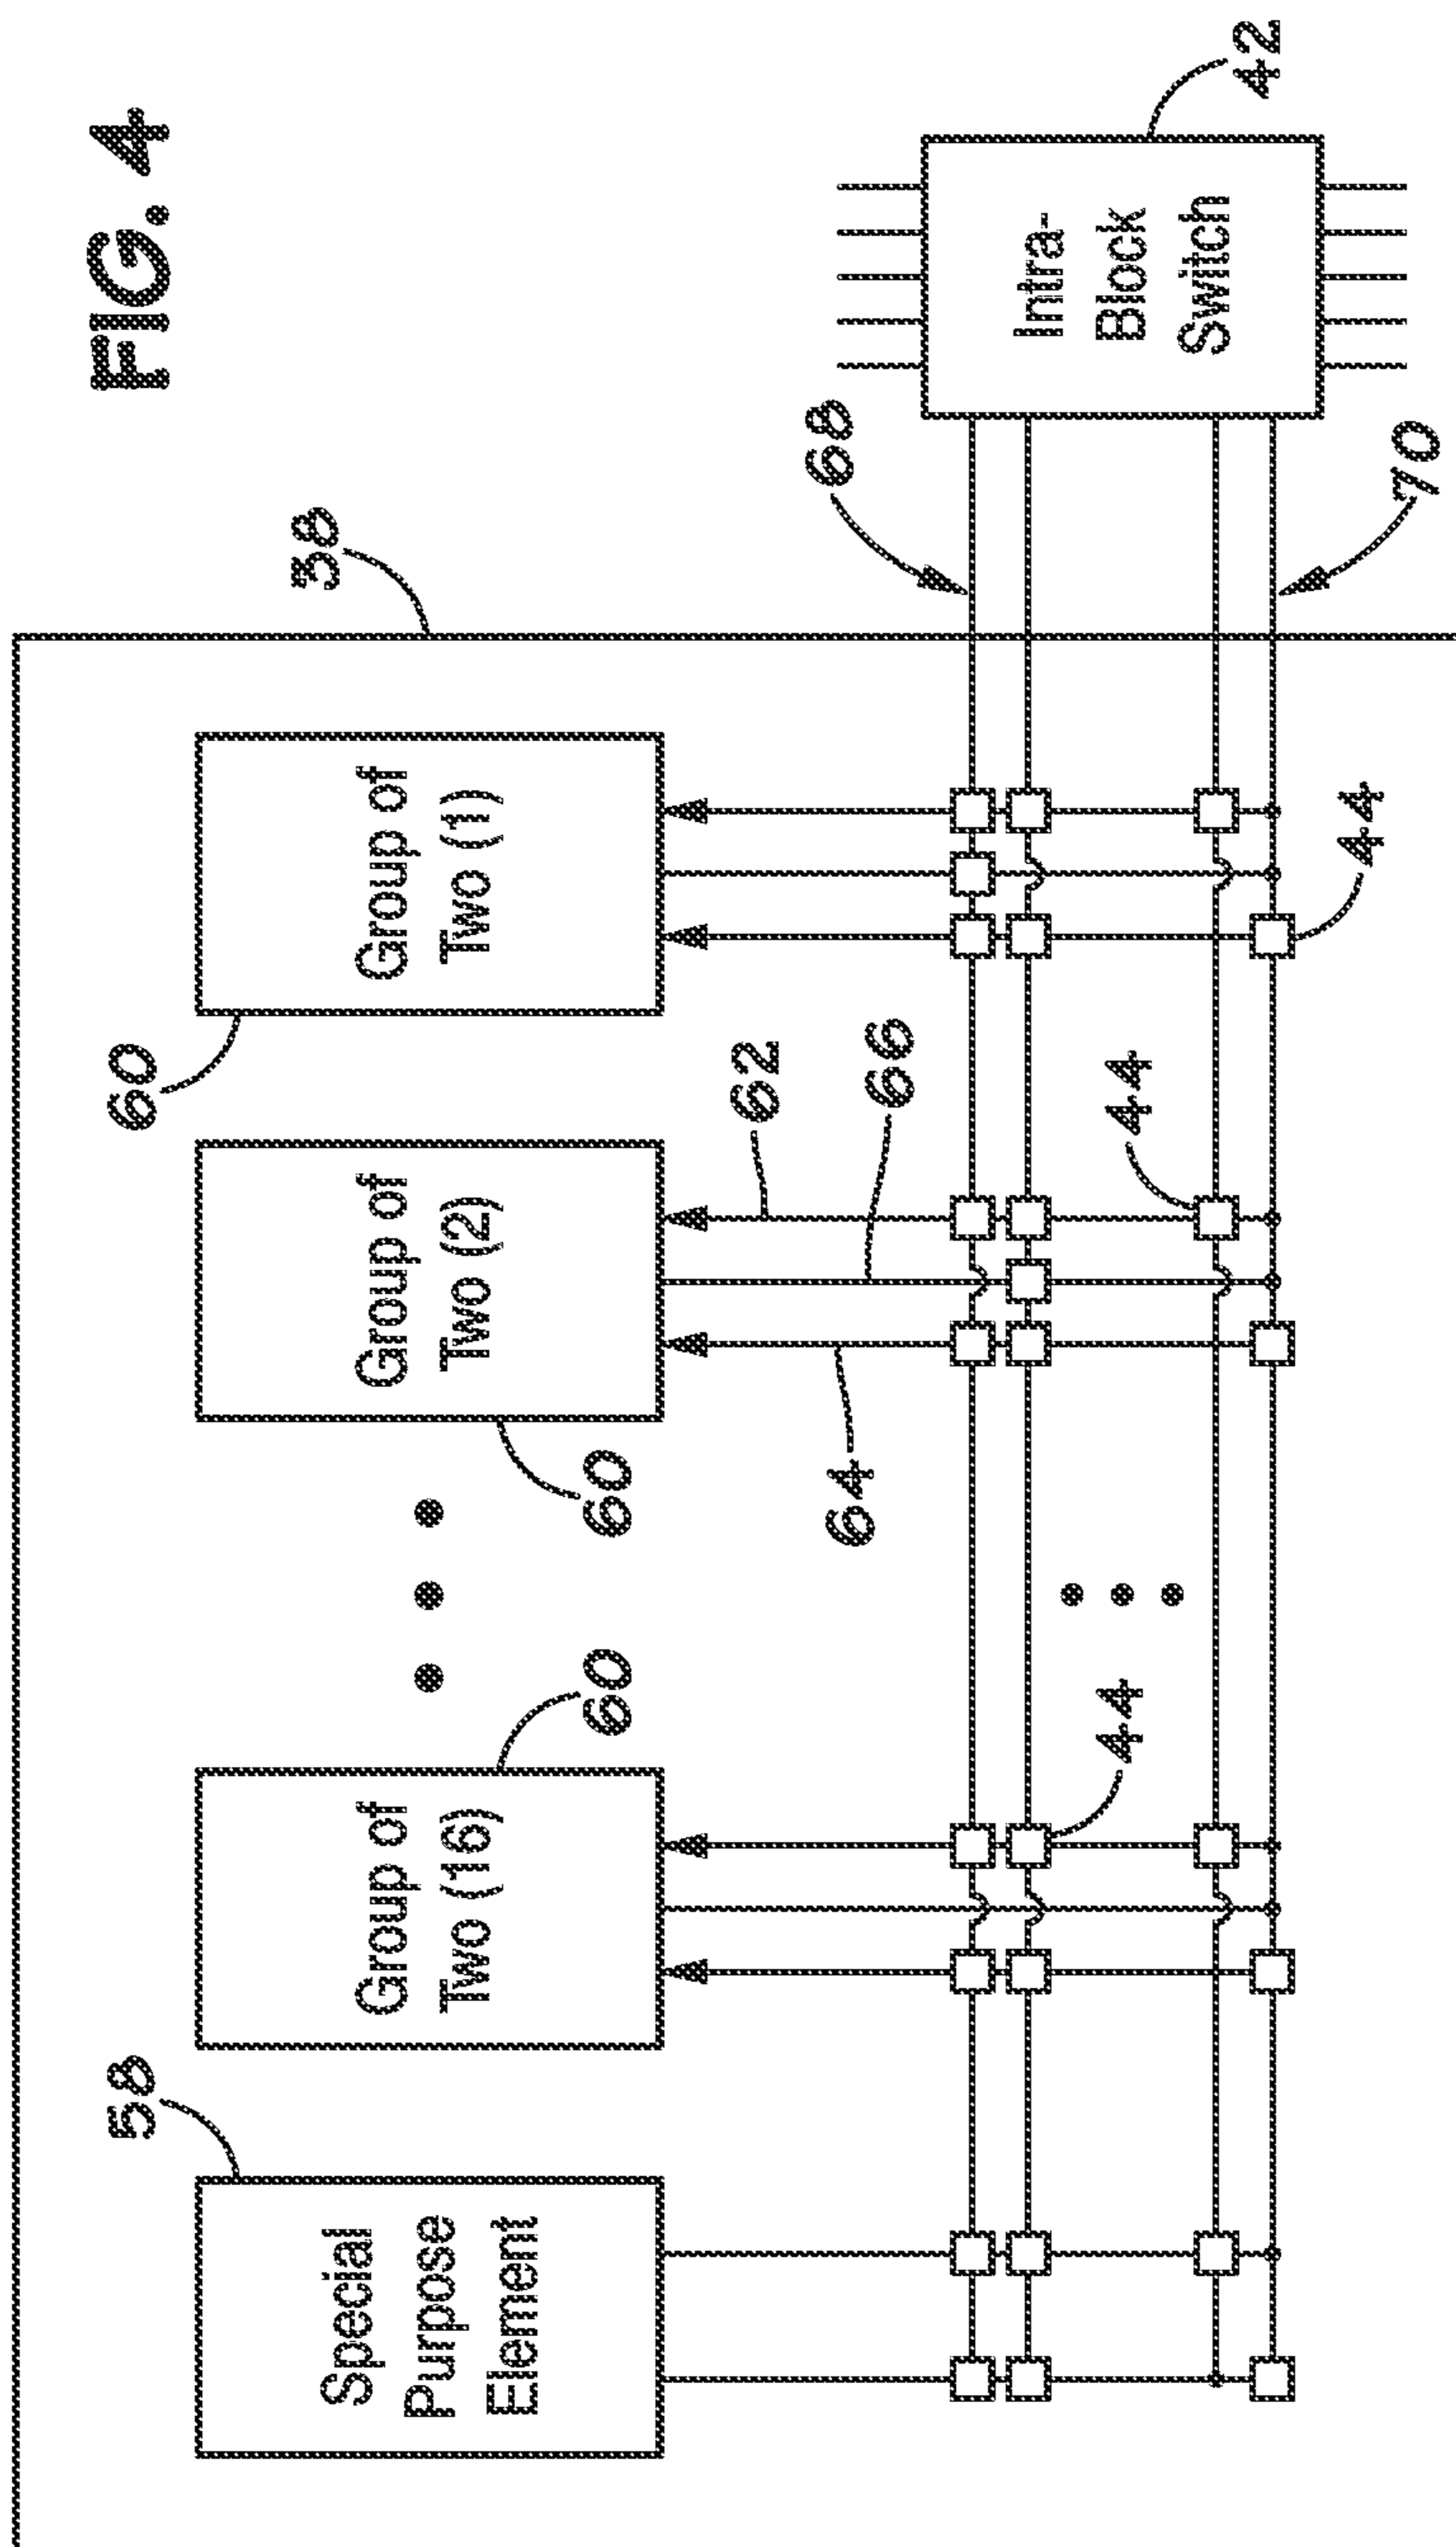 FIG. 4
38
60
Group of
Two (1)
60
Group of
Two (2)
60
Group of
Two (16)
58
Special
Purpose
Element
62
66
64
68
70
44
44
44
Intra-
Block
Switch
42